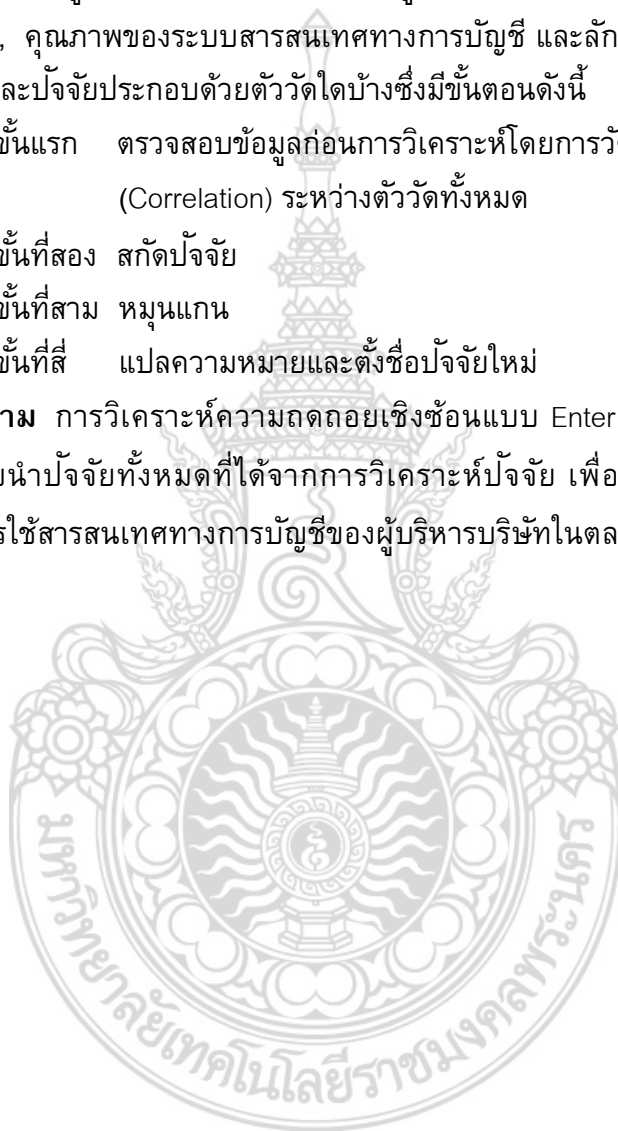 , คุณภาพของระบบสารสนเทศทางการบัญชี และลัก
ละปัจจัยประกอบด้วยตัววัดใดบ้างซึ่งมีขั้นตอนดังนี้
ขั้นแรก ตรวจสอบข้อมูลก่อนการวิเคราะห์โดยการวั
(Correlation) ระหว่างตัววัดทั้งหมด
ขั้นที่สอง สกัดปัจจัย
ขั้นที่สาม หมุนแกน
ขั้นที่สี่ แปลความหมายและตั้งชื่อปัจจัยใหม่
าม การวิเคราะห์ความถดถอยเชิงซ้อนแบบ Enter
ยนำปัจจัยทั้งหมดที่ได้จากการวิเคราะห์ปัจจัย เพื่อ
รใช้สารสนเทศทางการบัญชีของผู้บริหารบริษัทในตล
มหาวิทยาลัยเทคโนโลยีราชมงคลพระนคร